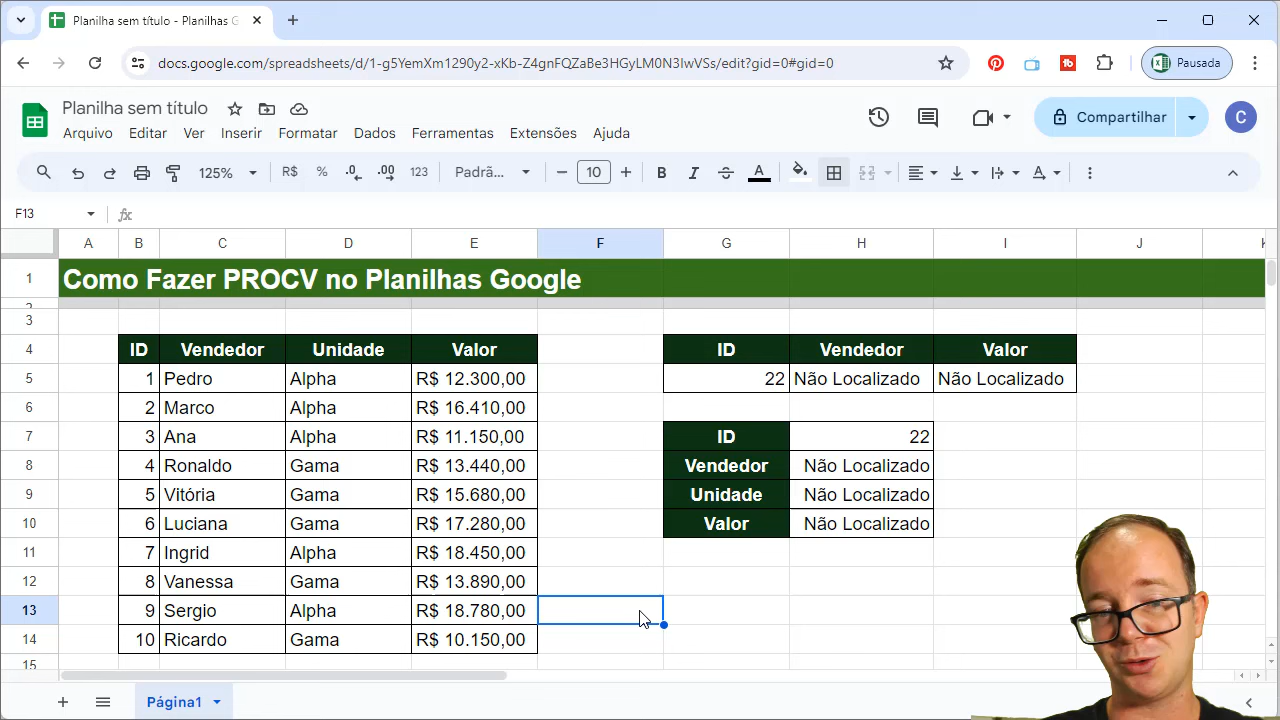 Planilha sem título - Planilhas G
docs.google.com/spreadsheets/d/1-g5YemXm1290y2-xKb-Z4gnFQZaBe3HGyLM0N3IwVSs/edit?gid=0#gid=0
Pausada
Planilha sem título
Arquivo Editar Ver Inserir Formatar Dados Ferramentas Extensões Ajuda
Compartilhar
C
125% R$ % .0 .00 123 Padrã... 10 B I A
F13 fx
A B C D E F G H I J K
1 Como Fazer PROCV no Planilhas Google
2
3
4 ID Vendedor Unidade Valor ID Vendedor Valor
5 1 Pedro Alpha R$ 12.300,00 22 Não Localizado Não Localizado
6 2 Marco Alpha R$ 16.410,00
7 3 Ana Alpha R$ 11.150,00 ID 22
8 4 Ronaldo Gama R$ 13.440,00 Vendedor Não Localizado
9 5 Vitória Gama R$ 15.680,00 Unidade Não Localizado
10 6 Luciana Gama R$ 17.280,00 Valor Não Localizado
11 7 Ingrid Alpha R$ 18.450,00
12 8 Vanessa Gama R$ 13.890,00
13 9 Sergio Alpha R$ 18.780,00
14 10 Ricardo Gama R$ 10.150,00
15
Página1